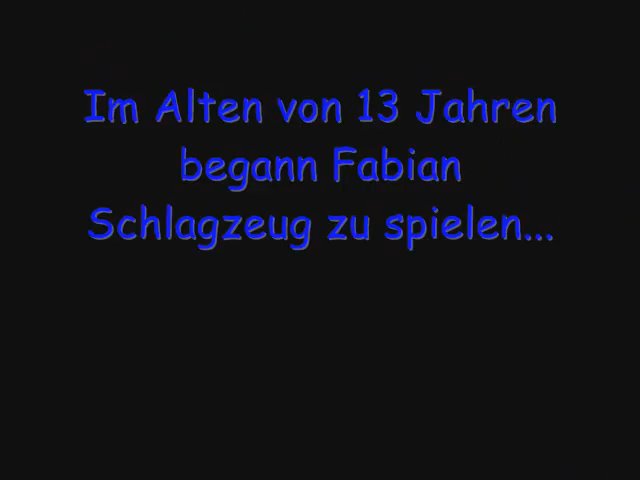 Im Alten von 13 Jahren
begann Fabian
Schlagzeug zu spielen...